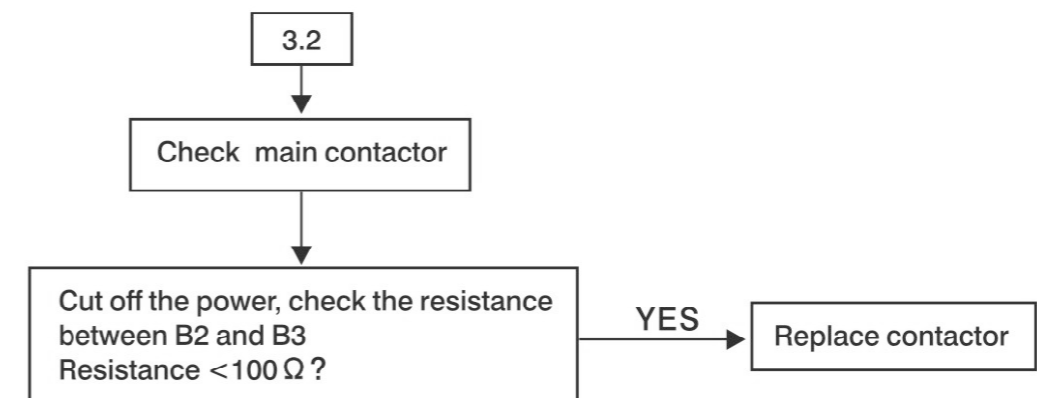 3.2
Check main contactor
Cut off the power, check the resistance
between B2 and B3
Resistance <100 Ω ?
YES
Replace contactor